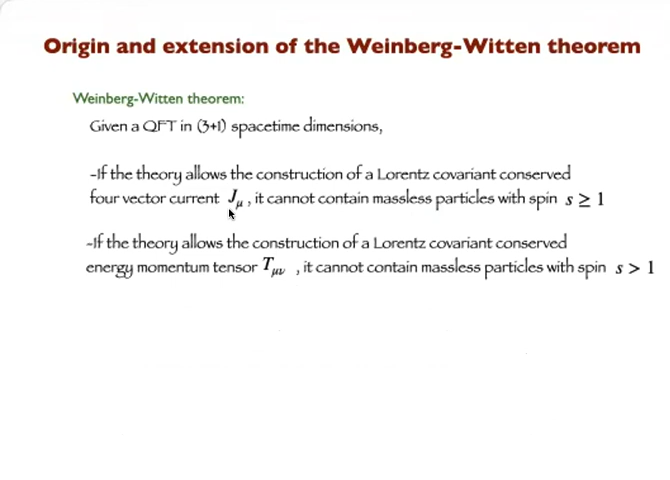 Origin and extension of the Weinberg-Witten theorem
Weinberg-Witten theorem:
Given a QFT in (3+1) spacetime dimensions,
-If the theory allows the construction of a Lorentz covariant conserved
four vector current J_μ , it cannot contain massless particles with spin s ≥ 1
-If the theory allows the construction of a Lorentz covariant conserved
energy momentum tensor T_μν , it cannot contain massless particles with spin s > 1